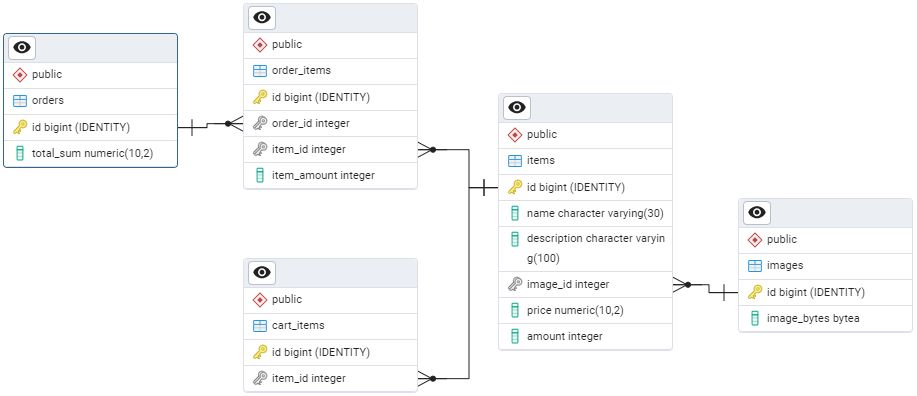 public
orders
id bigint (IDENTITY)
total_sum numeric(10,2)
public
order_items
id bigint (IDENTITY)
order_id integer
item_id integer
item_amount integer
public
cart_items
id bigint (IDENTITY)
item_id integer
public
items
id bigint (IDENTITY)
name character varying(30)
description character varyin
g(100)
image_id integer
price numeric(10,2)
amount integer
public
images
id bigint (IDENTITY)
image_bytes bytea